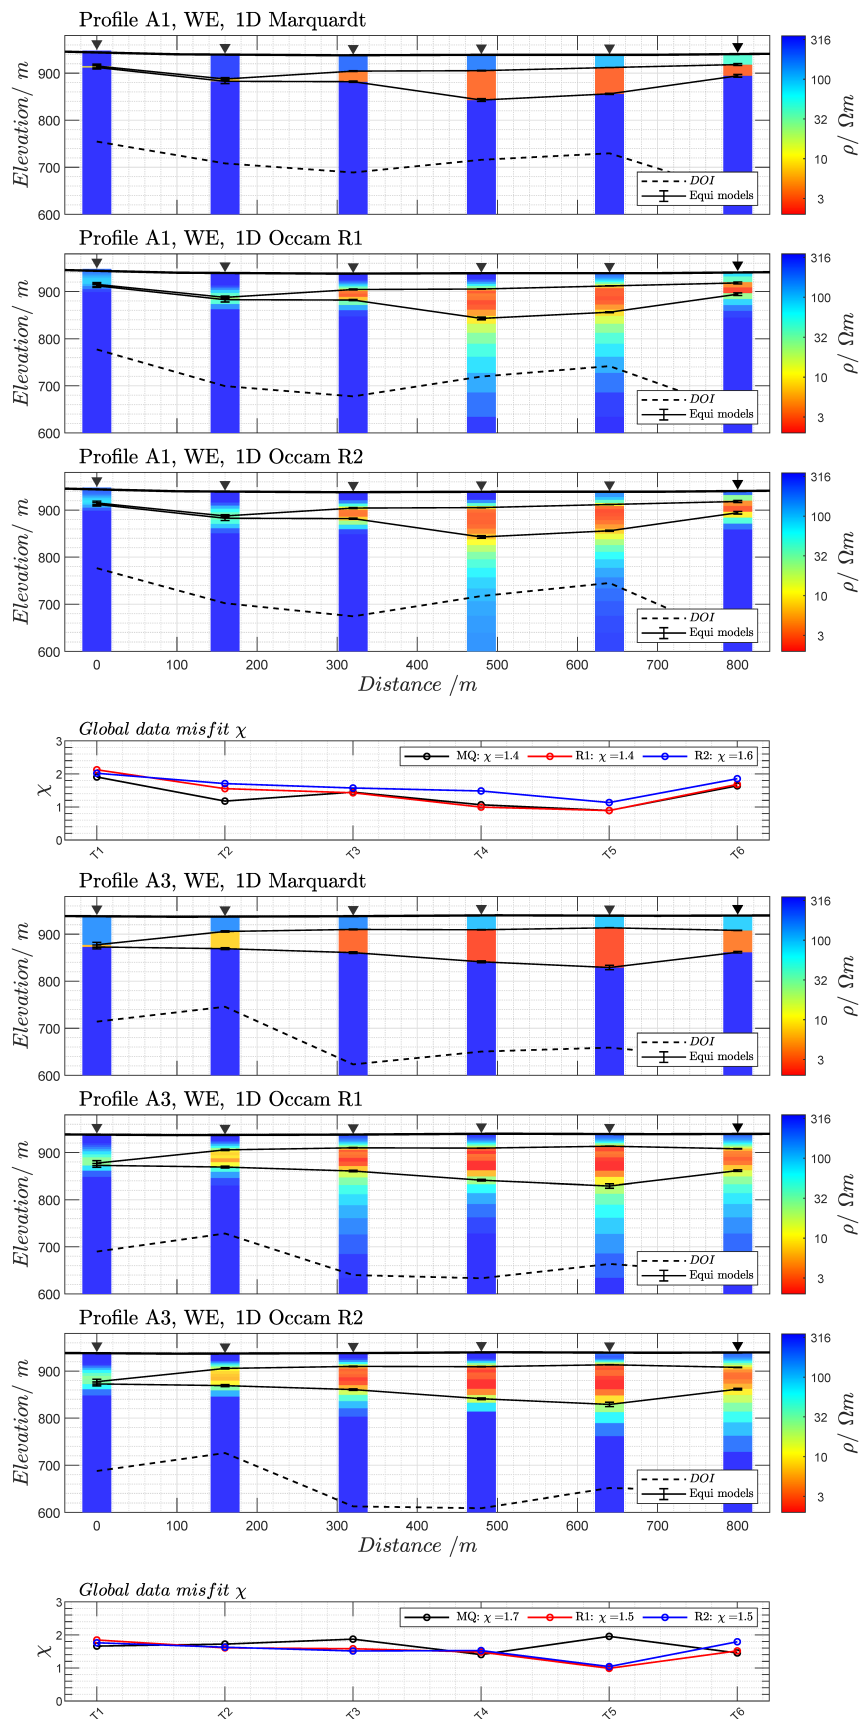 Profile A1, WE, 1D Marquardt
Elevation/ m
900
800
700
600
DOI
Equi models
316
100
32
10
3
ρ/ Ωm
Profile A1, WE, 1D Occam R1
Elevation/ m
900
800
700
600
DOI
Equi models
316
100
32
10
3
ρ/ Ωm
Profile A1, WE, 1D Occam R2
Elevation/ m
900
800
700
600
DOI
Equi models
316
100
32
10
3
ρ/ Ωm
0 100 200 300 400 500 600 700 800
Distance /m
Global data misfit χ
χ
3
2
1
0
MQ: χ =1.4 R1: χ =1.4 R2: χ =1.6
T1 T2 T3 T4 T5 T6
Profile A3, WE, 1D Marquardt
Elevation/ m
900
800
700
600
DOI
Equi models
316
100
32
10
3
ρ/ Ωm
Profile A3, WE, 1D Occam R1
Elevation/ m
900
800
700
600
DOI
Equi models
316
100
32
10
3
ρ/ Ωm
Profile A3, WE, 1D Occam R2
Elevation/ m
900
800
700
600
DOI
Equi models
316
100
32
10
3
ρ/ Ωm
0 100 200 300 400 500 600 700 800
Distance /m
Global data misfit χ
χ
3
2
1
0
MQ: χ =1.7 R1: χ =1.5 R2: χ =1.5
T1 T2 T3 T4 T5 T6